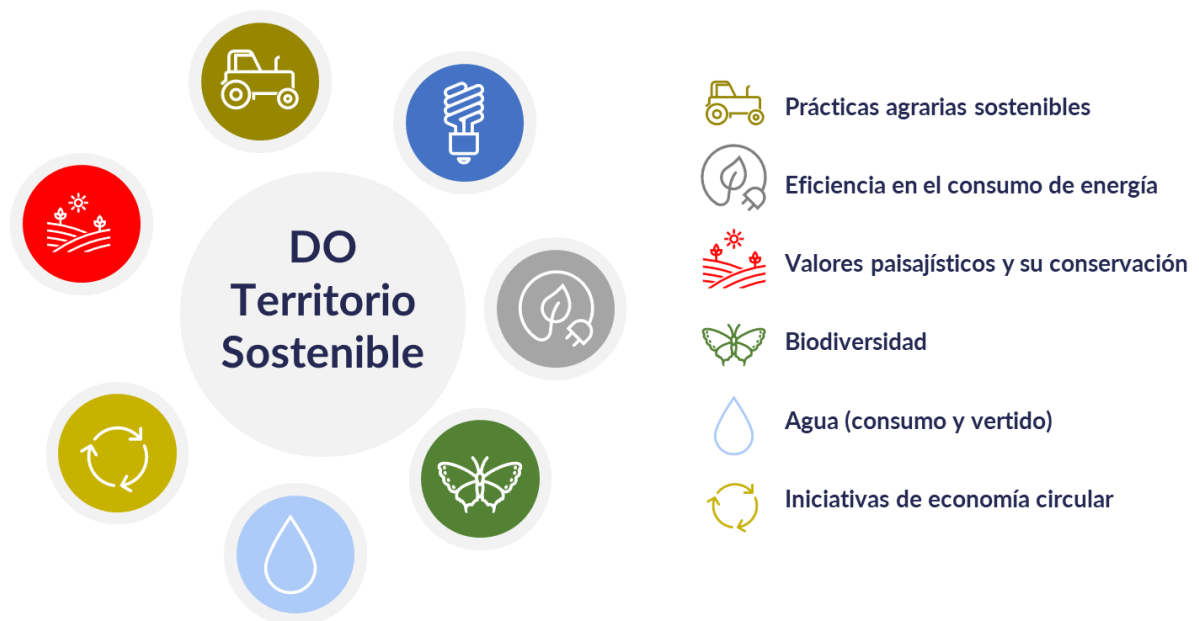 DO
Territorio
Sostenible
Prácticas agrarias sostenibles
Eficiencia en el consumo de energía
Valores paisajísticos y su conservación
Biodiversidad
Agua (consumo y vertido)
Iniciativas de economía circular